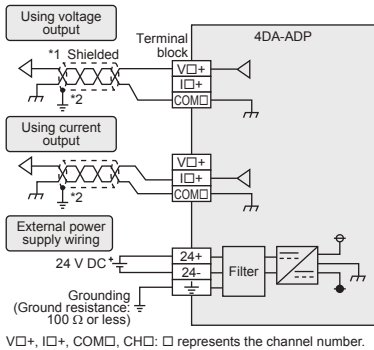 Using voltage
output
*1 Shielded
*2
Terminal
block
4DA-ADP
V□+
I□+
COM□
Using current
output
*2
V□+
I□+
COM□
External power
supply wiring
24 V DC
24+
24-
Filter
Grounding
(Ground resistance:
100 Ω or less)
V□+, I□+, COM□, CH□: □ represents the channel number.